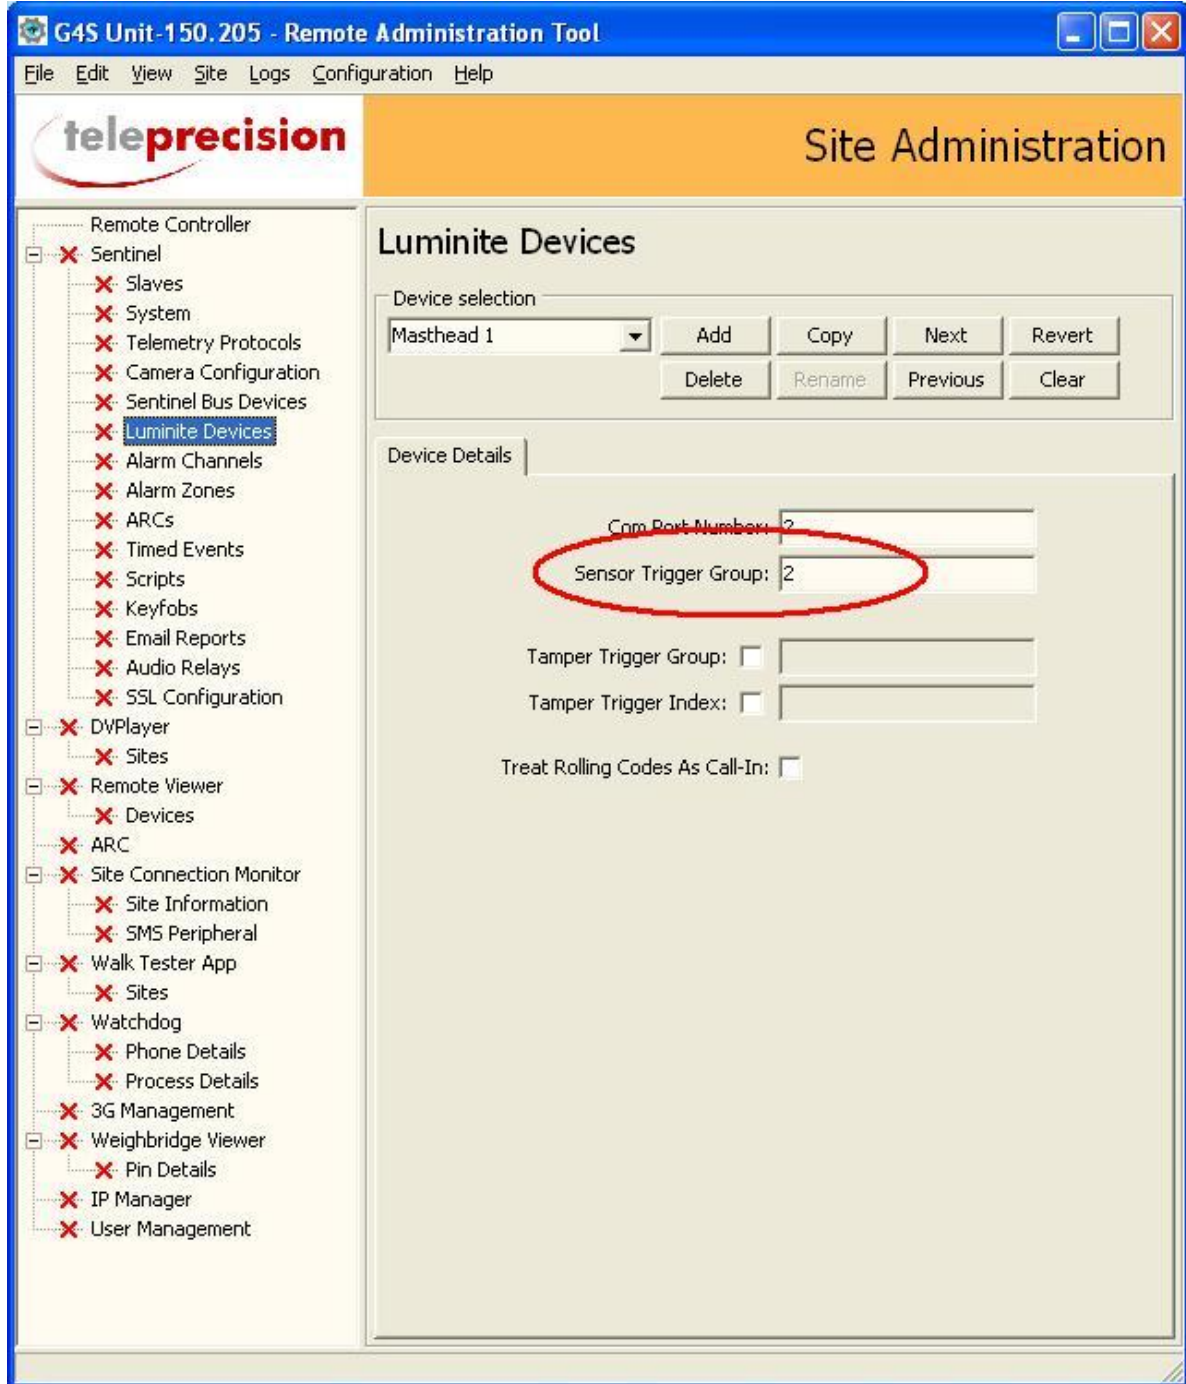 G4S Unit-150.205 - Remote Administration Tool
File Edit View Site Logs Configuration Help
teleprecision
Site Administration
Remote Controller
Sentinel
Slaves
System
Telemetry Protocols
Camera Configuration
Sentinel Bus Devices
Luminite Devices
Alarm Channels
Alarm Zones
ARCs
Timed Events
Scripts
Keyfobs
Email Reports
Audio Relays
SSL Configuration
DVPlayer
Sites
Remote Viewer
Devices
ARC
Site Connection Monitor
Site Information
SMS Peripheral
Walk Tester App
Sites
Watchdog
Phone Details
Process Details
3G Management
Weighbridge Viewer
Pin Details
IP Manager
User Management
Luminite Devices
Device selection
Masthead 1 Add Copy Next Revert
Delete Rename Previous Clear
Device Details
Com Port Number: 2
Sensor Trigger Group: 2
Tamper Trigger Group:
Tamper Trigger Index:
Treat Rolling Codes As Call-In: